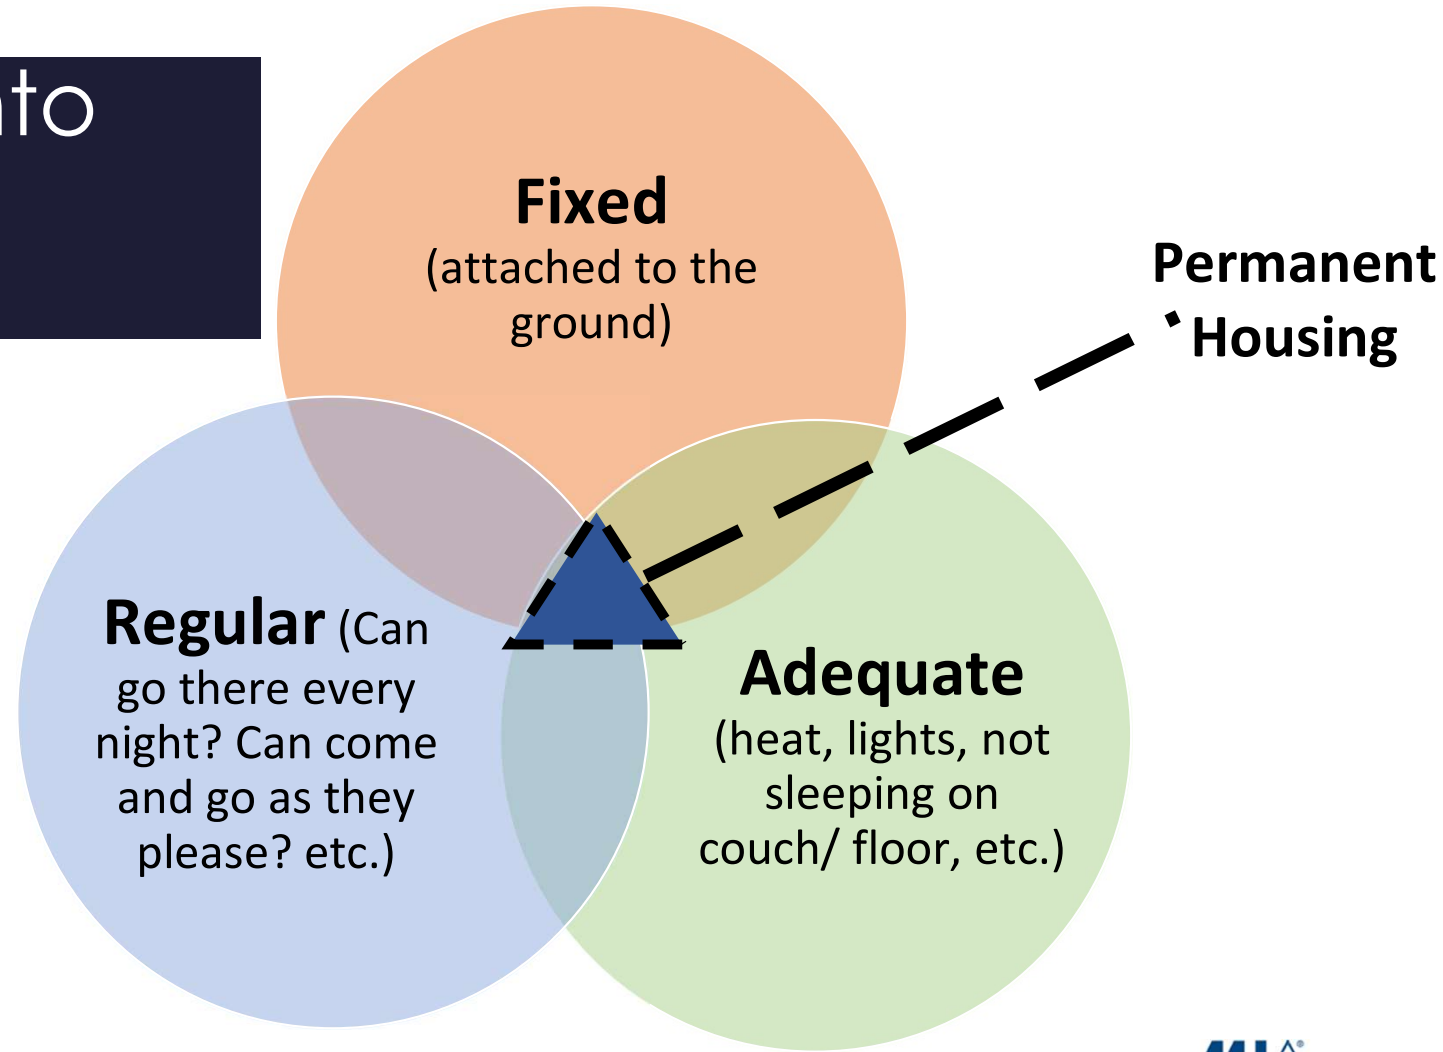 Fixed
(attached to the
ground)
Permanent
Housing
Regular (Can
go there every
night? Can come
and go as they
please? etc.)
Adequate
(heat, lights, not
sleeping on
couch/ floor, etc.)